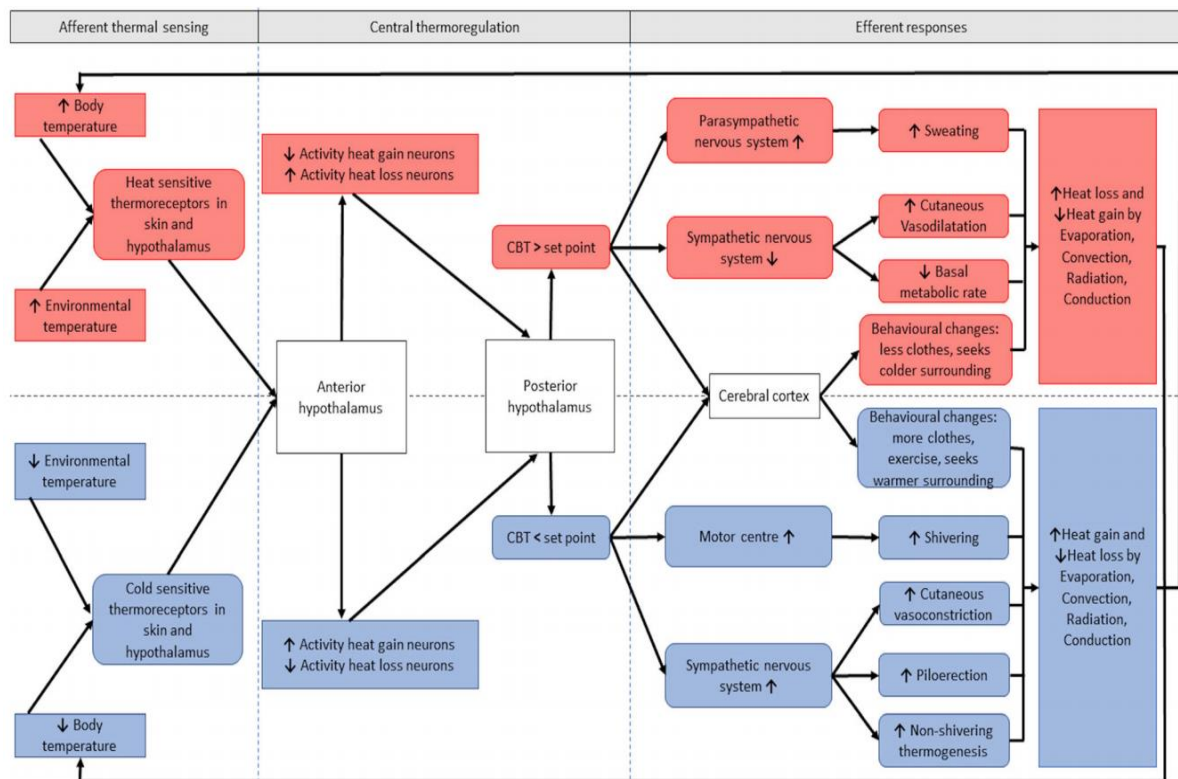 Afferent thermal sensing
Central thermoregulation
Efferent responses
↑ Body
temperature
Heat sensitive
thermoreceptors in
skin and
hypothalamus
↑ Environmental
temperature
↓ Environmental
temperature
Cold sensitive
thermoreceptors in
skin and
hypothalamus
↓ Body
temperature
↓ Activity heat gain neurons
↑ Activity heat loss neurons
Anterior
hypothalamus
↑ Activity heat gain neurons
↓ Activity heat loss neurons
CBT > set point
Posterior
hypothalamus
CBT < set point
Parasympathetic
nervous system ↑
Sympathetic nervous
system ↓
Cerebral cortex
Motor centre ↑
Sympathetic nervous
system ↑
↑ Sweating
↑ Cutaneous
Vasodilatation
↓ Basal
metabolic rate
Behavioural changes:
less clothes, seeks
colder surrounding
Behavioural changes:
more clothes,
exercise, seeks
warmer surrounding
↑ Shivering
↑ Cutaneous
vasoconstriction
↑ Piloerection
↑ Non-shivering
thermogenesis
↑Heat loss and
↓Heat gain by
Evaporation,
Convection,
Radiation,
Conduction
↑Heat gain and
↓Heat loss by
Evaporation,
Convection,
Radiation,
Conduction